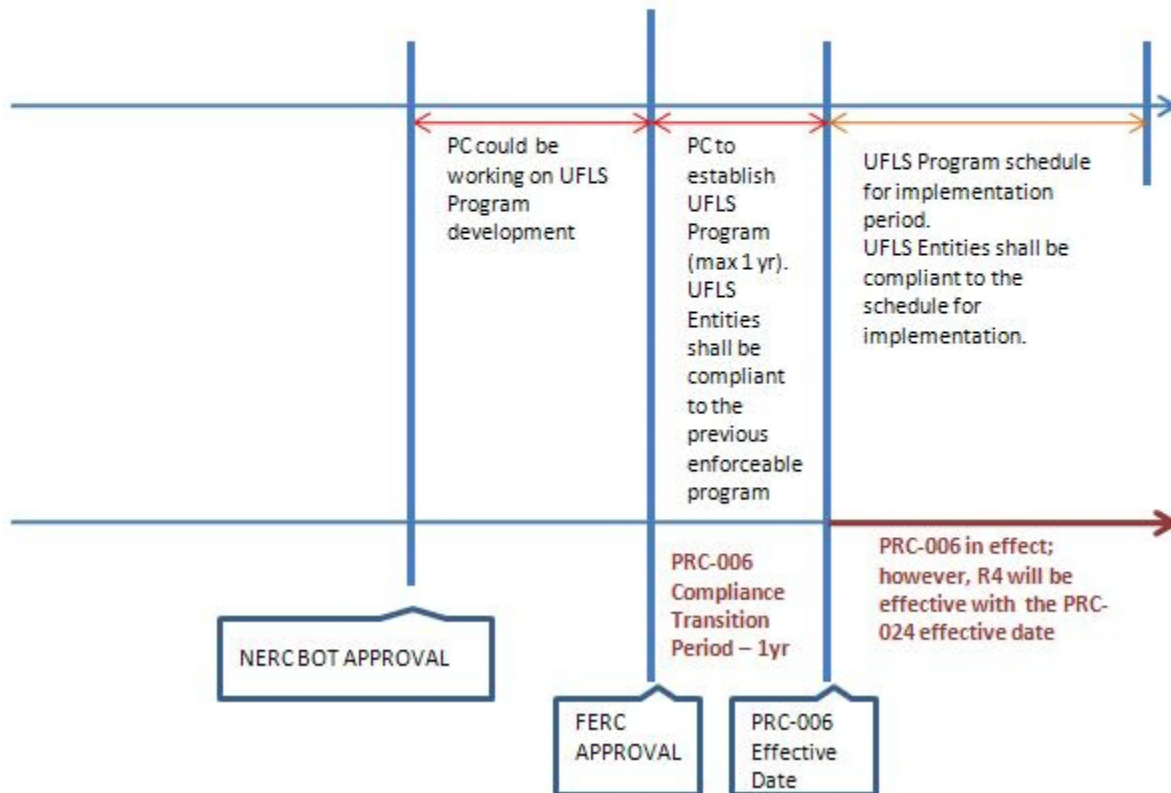 PC could be
working on UFLS
Program
development
PC to
establish
UFLS
Program
(max 1 yr).
UFLS
Entities
shall be
compliant
to the
previous
enforceable
program
UFLS Program schedule
for implementation
period.
UFLS Entities shall be
compliant to the
schedule for
implementation.
PRC-006
Compliance
Transition
Period – 1yr
PRC-006 in effect;
however, R4 will be
effective with the PRC-
024 effective date
NERC BOT APPROVAL
FERC
APPROVAL
PRC-006
Effective
Date